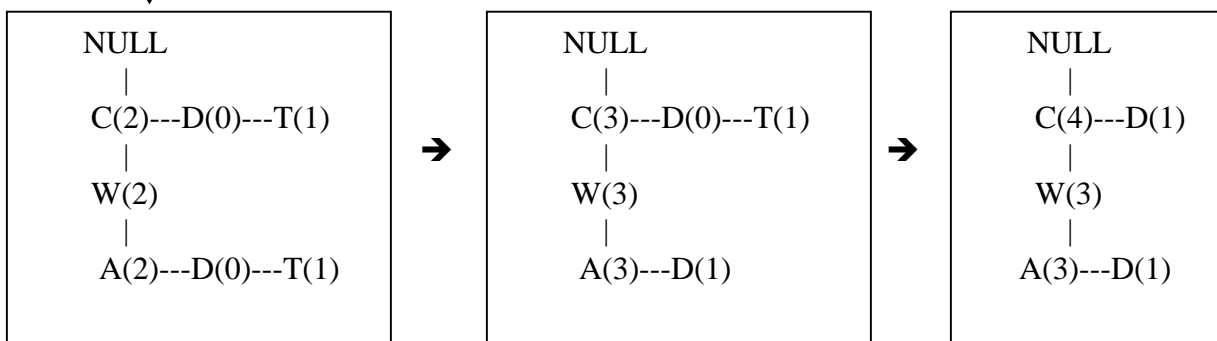 NULL
|
C(2)---D(0)---T(1)
|
W(2)
|
A(2)---D(0)---T(1)
➔
NULL
|
C(3)---D(0)---T(1)
|
W(3)
|
A(3)---D(1)
➔
NULL
|
C(4)---D(1)
|
W(3)
|
A(3)---D(1)